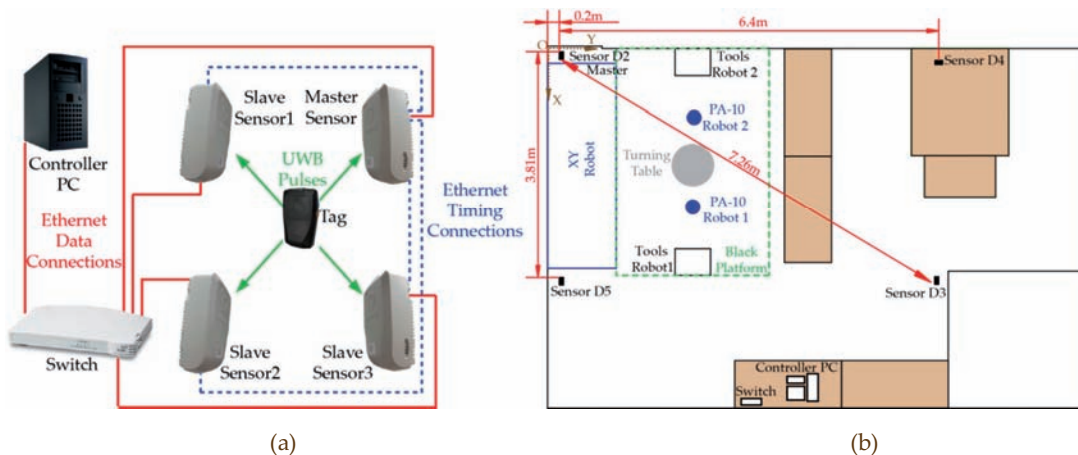 Slave
Sensor1
Master
Sensor
Controller
PC
UWB
Pulses
Tag
Ethernet
Timing
Connections
Ethernet
Data
Connections
Switch
Slave
Sensor2
Slave
Sensor3
(a)
0.2m
6.4m
O
Y
X
Sensor D2
Master
Tools
Robot 2
Sensor D4
PA-10
Robot 2
XY
Robot
3.81m
Turning
Table
7.26m
PA-10
Robot 1
Tools
Robot1
Black
Platform
Sensor D5
Sensor D3
Controller PC
Switch
(b)